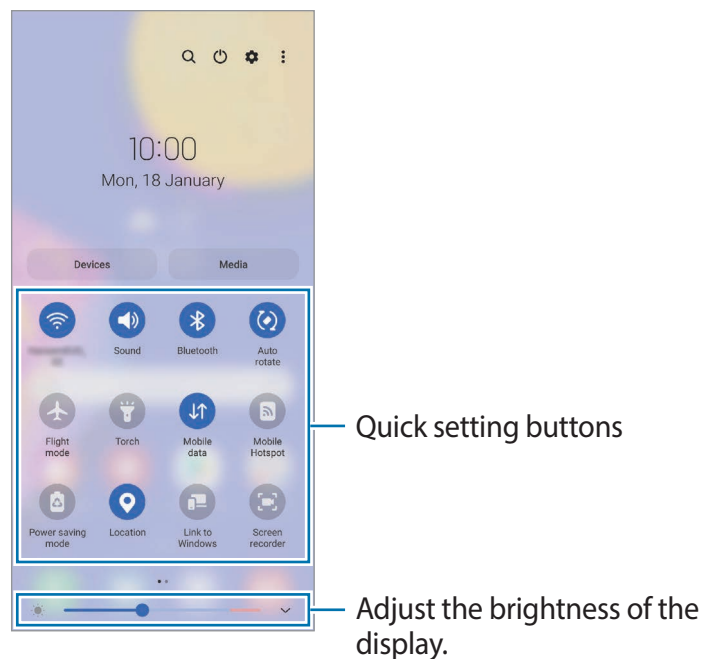 10:00
Mon, 18 January
Devices Media
Sound Bluetooth Auto
rotate
Flight Torch Mobile Mobile
mode data Hotspot
Power saving Location Link to Screen
mode Windows recorder
Quick setting buttons
Adjust the brightness of the
display.